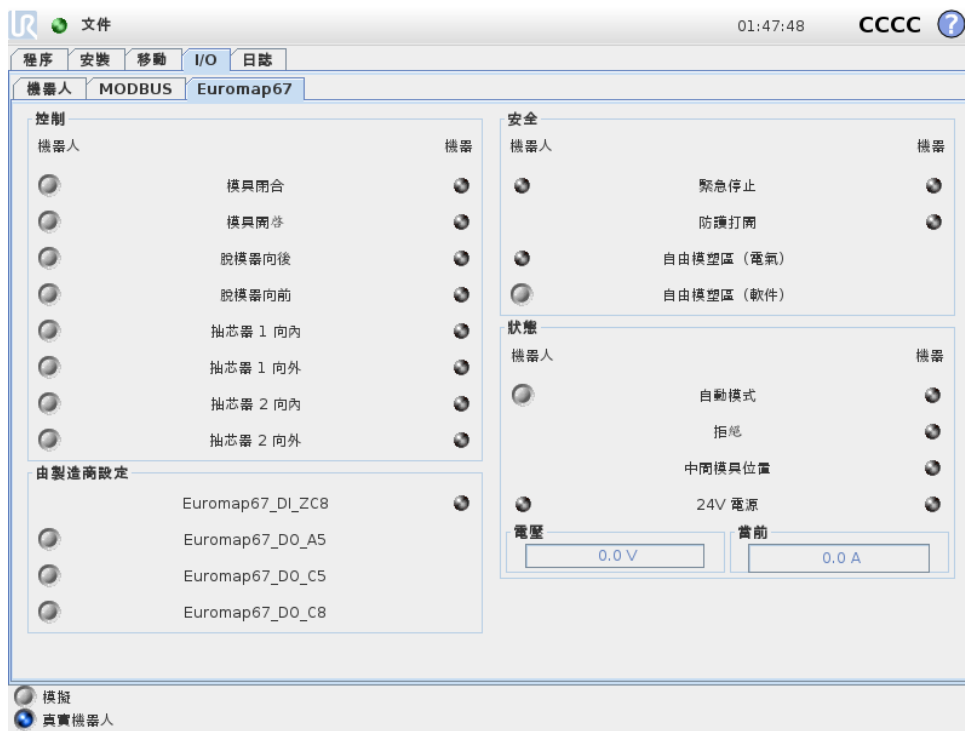 UR 文件 01:47:48 CCCC ?
程序 安裝 移動 I/O 日誌
機器人 MODBUS Euromap67
控制
機器人 機器
模具閉合
模具開啓
脫模器向後
脫模器向前
抽芯器 1 向內
抽芯器 1 向外
抽芯器 2 向內
抽芯器 2 向外
由製造商設定
Euromap67_DI_ZC8
Euromap67_DO_A5
Euromap67_DO_C5
Euromap67_DO_C8
安全
機器人 機器
緊急停止
防護打開
自由模塑區（電氣）
自由模塑區（軟件）
狀態
機器人 機器
自動模式
拒絕
中間模具位置
24V 電源
電壓 當前
0.0 V 0.0 A
模擬
真實機器人